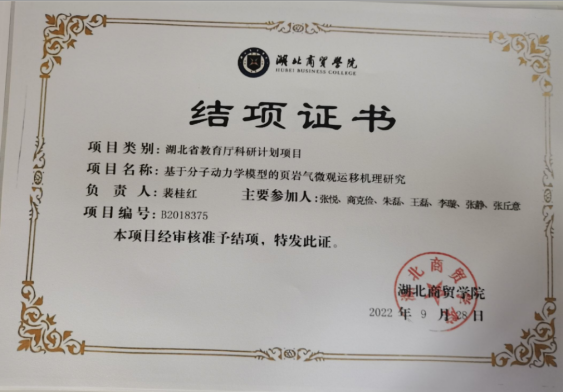 湖北商贸学院
HUBEI BUSINESS COLLEGE
结项证书
项目类别：湖北省教育厅科研计划项目
项目名称：基于分子动力学模型的页岩气微观运移机理研究
负责人：裴桂红 主要参加人：张悦、商克俭、朱磊、王磊、李璇、张静、张丘意
项目编号：B2018375
本项目经审核准予结项，特发此证。
湖北商贸学院
2022 年 9 月 28 日